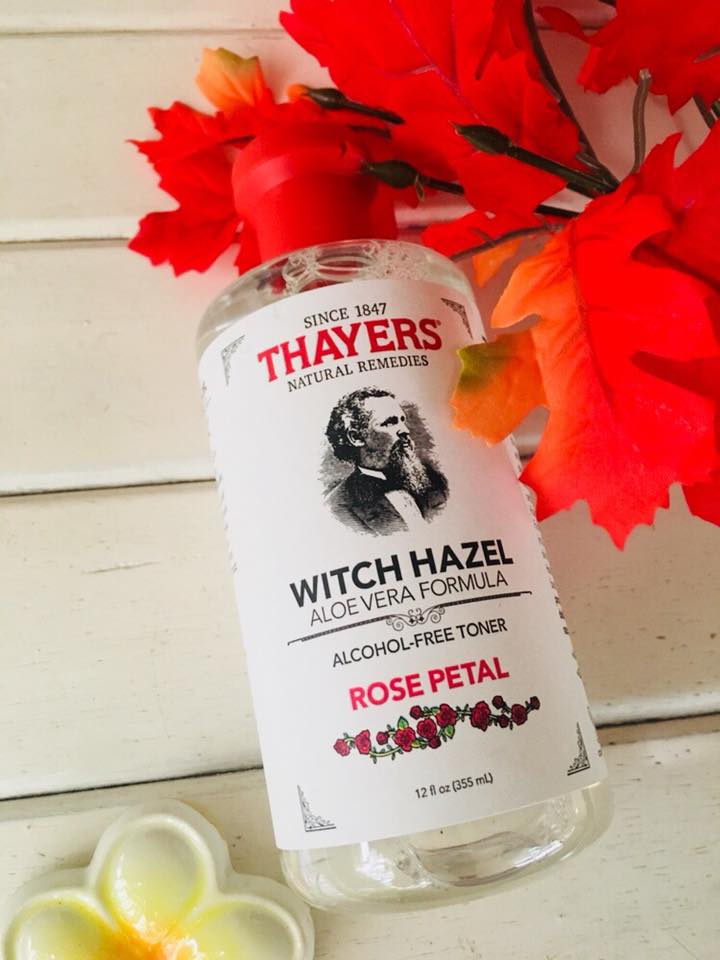 SINCE 1847
THAYERS®
NATURAL REMEDIES
WITCH HAZEL
ALOE VERA FORMULA
ALCOHOL-FREE TONER
ROSE PETAL
12 fl oz (355 mL)